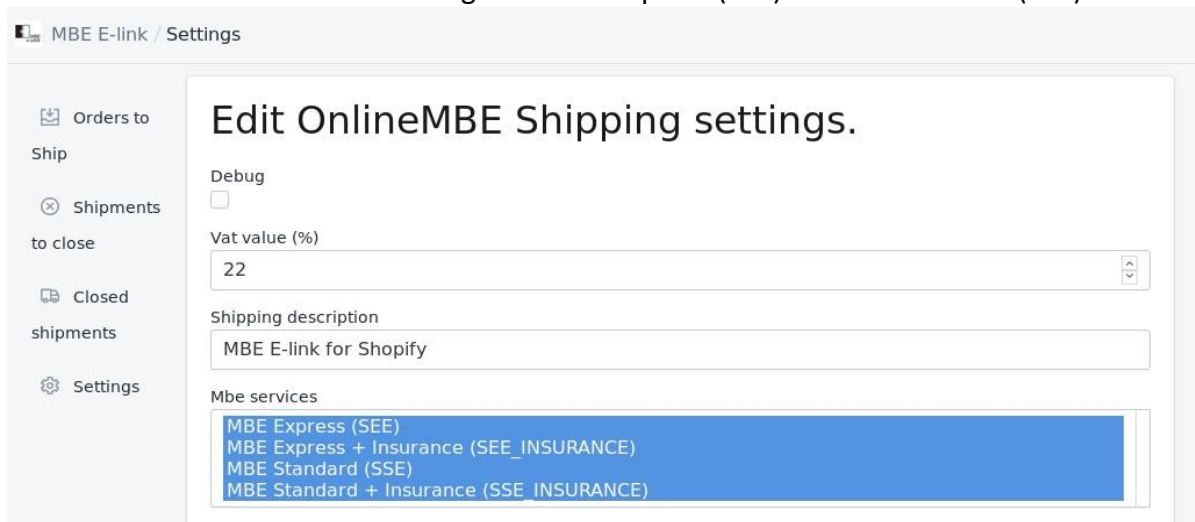 MBE E-link / Settings
Orders to
Ship
Shipments
to close
Closed
shipments
Settings
Edit OnlineMBE Shipping settings.
Debug
Vat value (%)
22
Shipping description
MBE E-link for Shopify
Mbe services
MBE Express (SEE)
MBE Express + Insurance (SEE_INSURANCE)
MBE Standard (SSE)
MBE Standard + Insurance (SSE_INSURANCE)